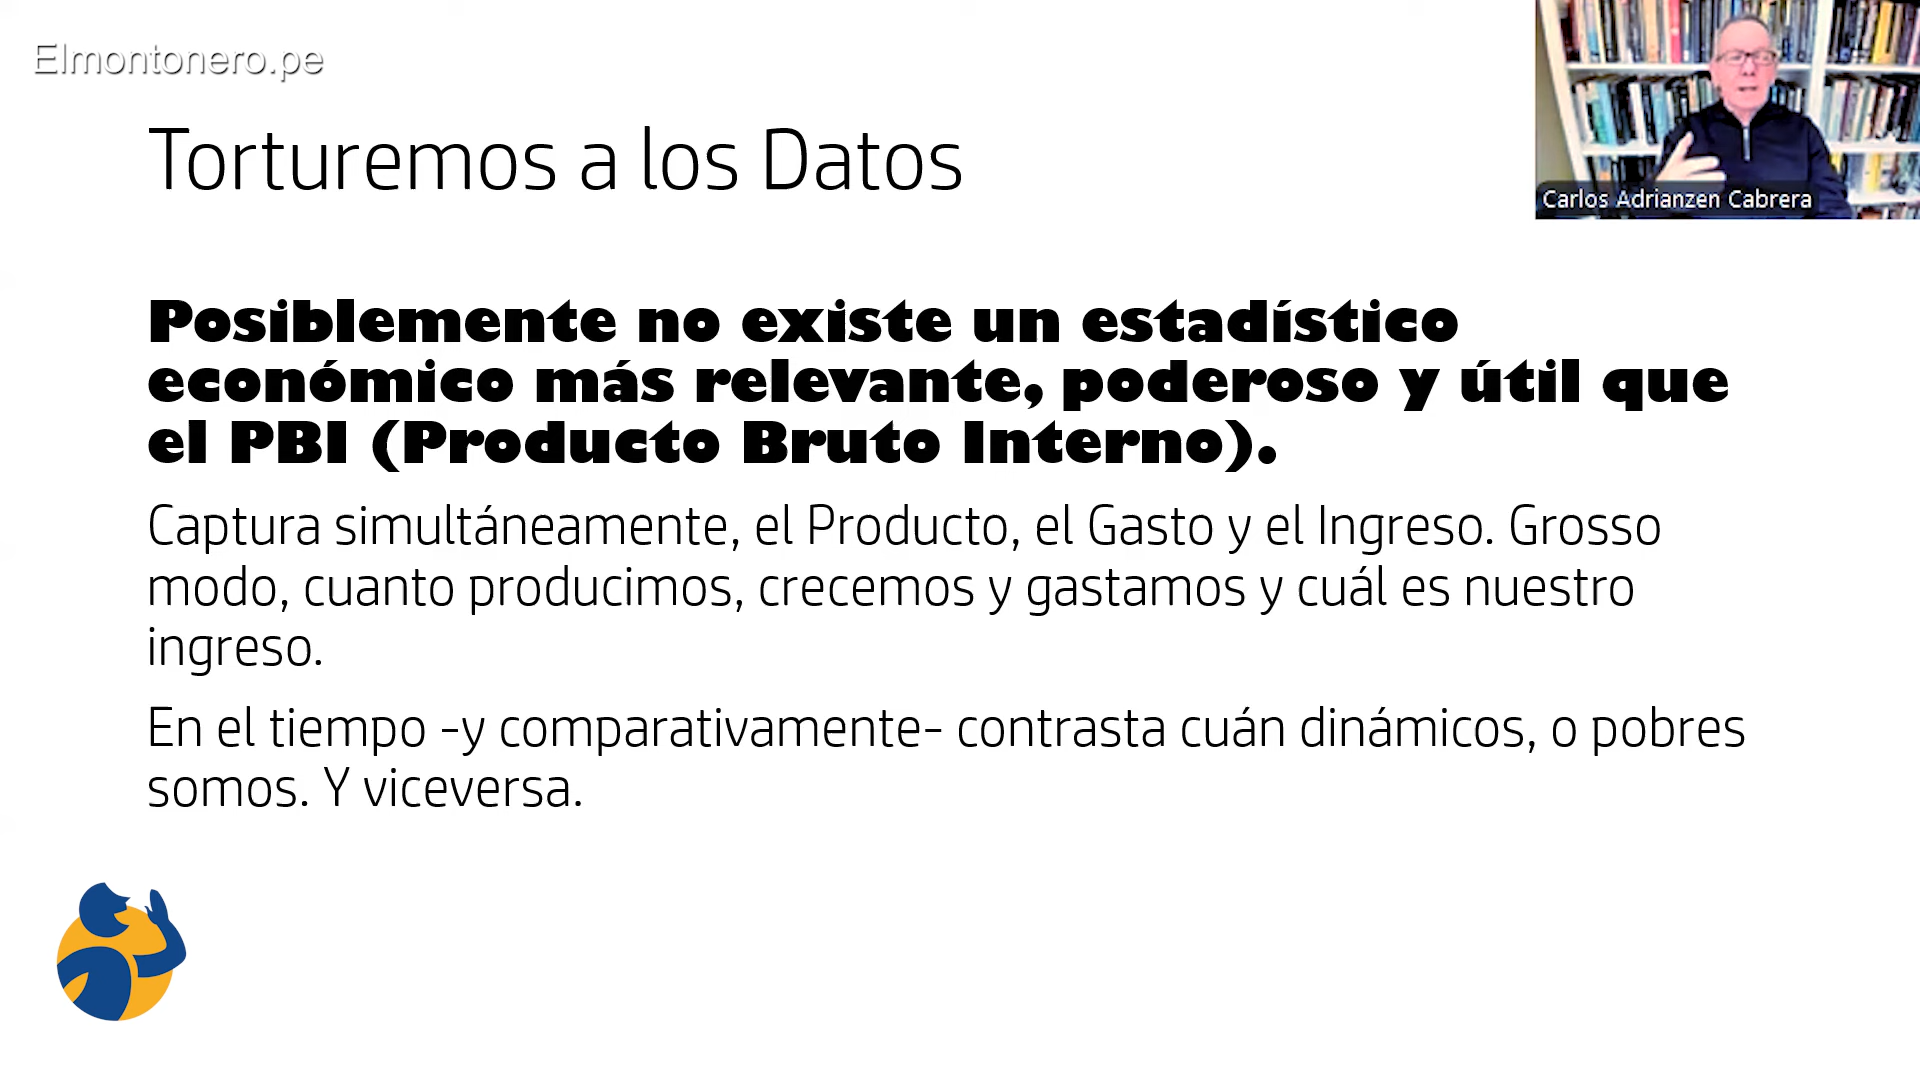 Elmontonero.pe
Carlos Adrianzen Cabrera
Torturemos a los Datos
Posiblemente no existe un estadístico
económico más relevante, poderoso y útil que
el PBI (Producto Bruto Interno).
Captura simultáneamente, el Producto, el Gasto y el Ingreso. Grosso
modo, cuanto producimos, crecemos y gastamos y cuál es nuestro
ingreso.
En el tiempo -y comparativamente- contrasta cuán dinámicos, o pobres
somos. Y viceversa.